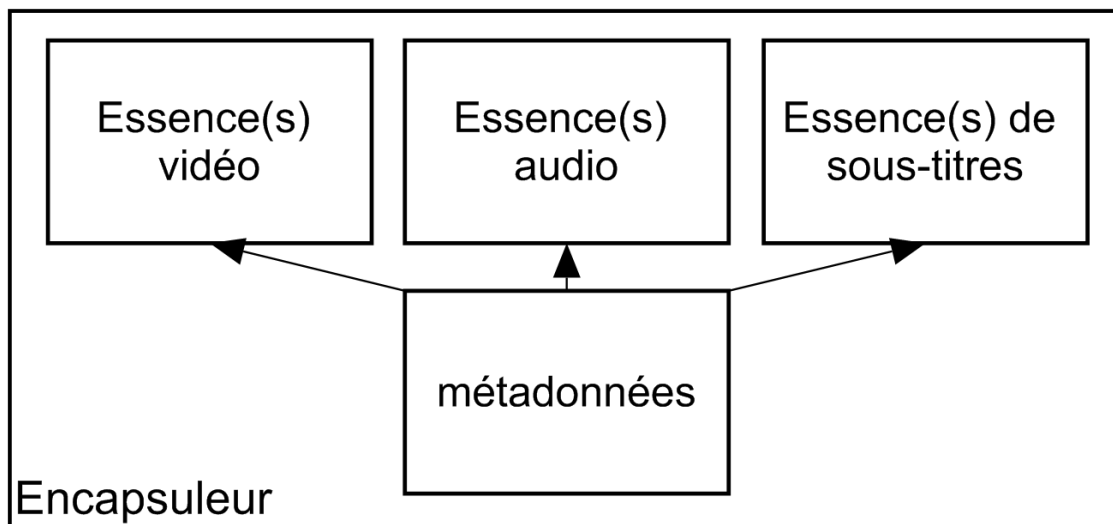 Essence(s)
vidéo
Essence(s)
audio
Essence(s) de
sous-titres
métadonnées
Encapsuleur